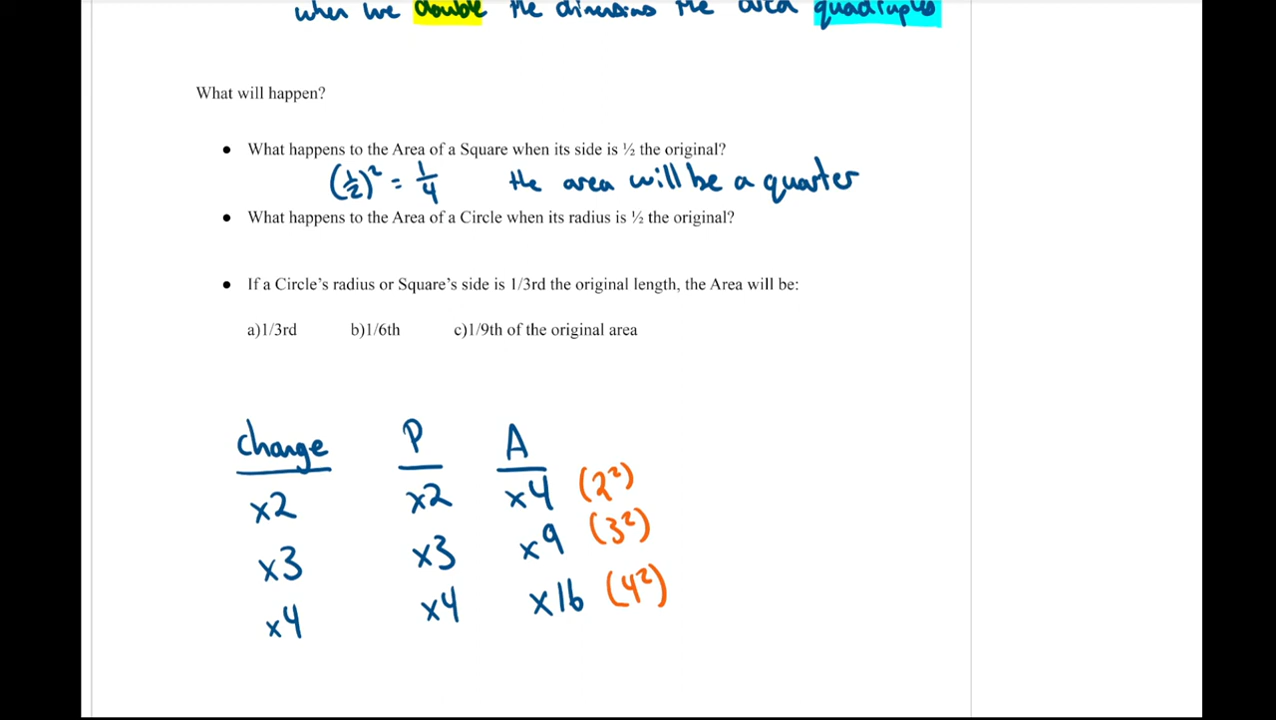 when we double the dimensions the area quadruples
What will happen?
● What happens to the Area of a Square when its side is ½ the original?
(1/2)² = 1/4 the area will be a quarter
● What happens to the Area of a Circle when its radius is ½ the original?
● If a Circle’s radius or Square’s side is 1/3rd the original length, the Area will be:
a)1/3rd b)1/6th c)1/9th of the original area
change P A
x2 x2 x4 (2²)
x3 x3 x9 (3²)
x4 x4 x16 (4²)